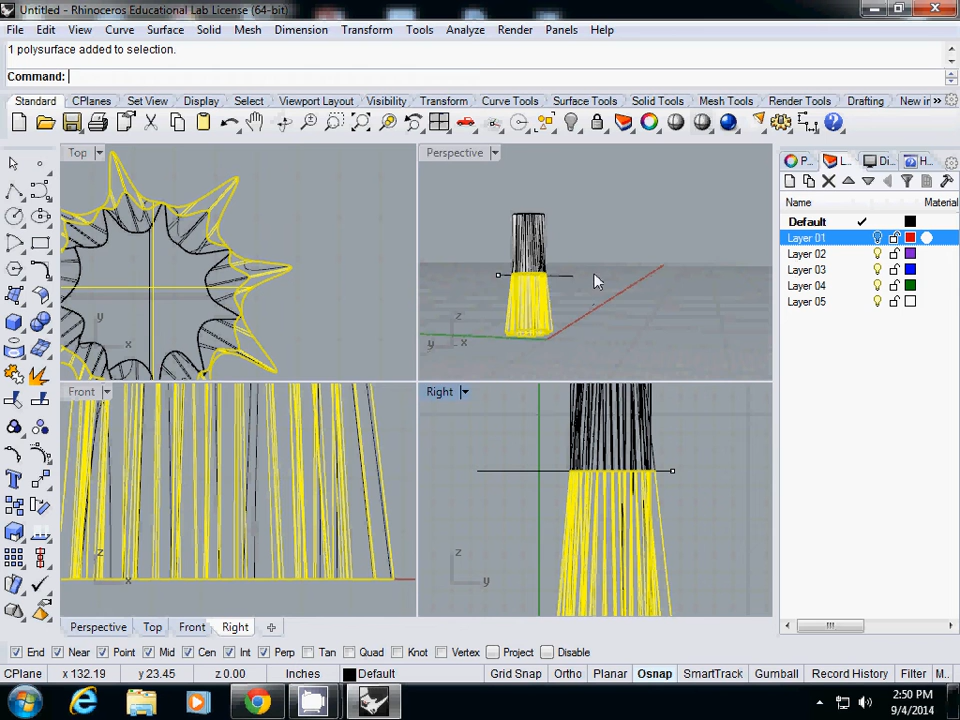 Untitled - Rhinoceros Educational Lab License (64-bit)
File Edit View Curve Surface Solid Mesh Dimension Transform Tools Analyze Render Panels Help
1 polysurface added to selection.
Command:
Standard CPlanes Set View Display Select Viewport Layout Visibility Transform Curve Tools Surface Tools Solid Tools Mesh Tools Render Tools Drafting New in »
Top
Perspective
P... L... Di... H...
Name Material
Default
Layer 01
Layer 02
Layer 03
Layer 04
Layer 05
y x
z y x
Front
Right
z x
z y
Perspective Top Front Right
End Near Point Mid Cen Int Perp Tan Quad Knot Vertex Project Disable
CPlane x 132.19 y 23.45 z 0.00 Inches Default Grid Snap Ortho Planar Osnap SmartTrack Gumball Record History Filter M...
2:50 PM
9/4/2014